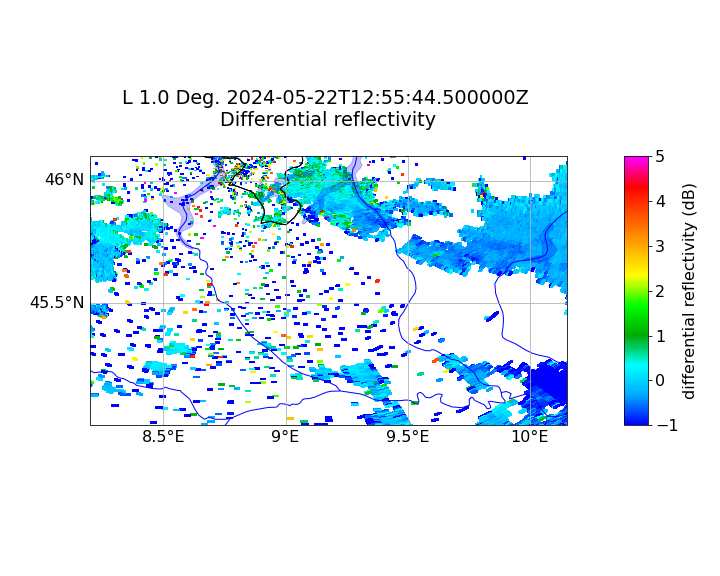 L 1.0 Deg. 2024-05-22T12:55:44.500000Z
Differential reflectivity
46°N
45.5°N
8.5°E
9°E
9.5°E
10°E
5
4
3
2
1
0
−1
differential reflectivity (dB)